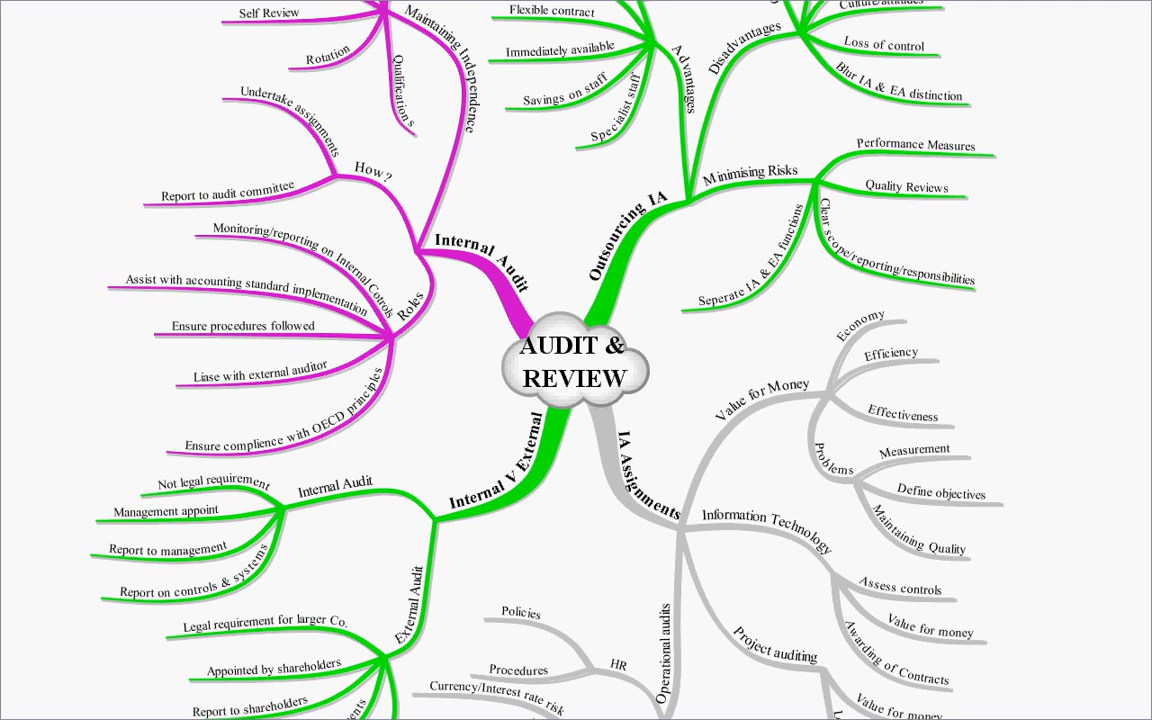 AUDIT &
REVIEW
Internal Audit
Maintaining Independence
Self Review
Rotation
Qualifications
How?
Undertake assignments
Report to audit committee
Roles
Monitoring/reporting on Internal Cotrols
Assist with accounting standard implementation
Ensure procedures followed
Liase with external auditor
Ensure complience with OECD principles
Outsourcing IA
Advantages
Flexible contract
Immediately available
Savings on staff
Specialist staff
Disadvantages
Culture/attitudes
Loss of control
Blur IA & EA distinction
Minimising Risks
Performance Measures
Quality Reviews
Clear scope/reporting/responsibilities
Seperate IA & EA functions
Internal V External
Internal Audit
Not legal requirement
Management appoint
Report to management
Report on controls & systems
External Audit
Legal requirement for larger Co.
Appointed by shareholders
Report to shareholders
IA Assignments
Value for Money
Economy
Efficiency
Effectiveness
Problems
Measurement
Define objectives
Maintaining Quality
Information Technology
Assess controls
Value for money
Awarding of Contracts
Project auditing
Value for money
Operational audits
HR
Policies
Procedures
Currency/Interest rate risk